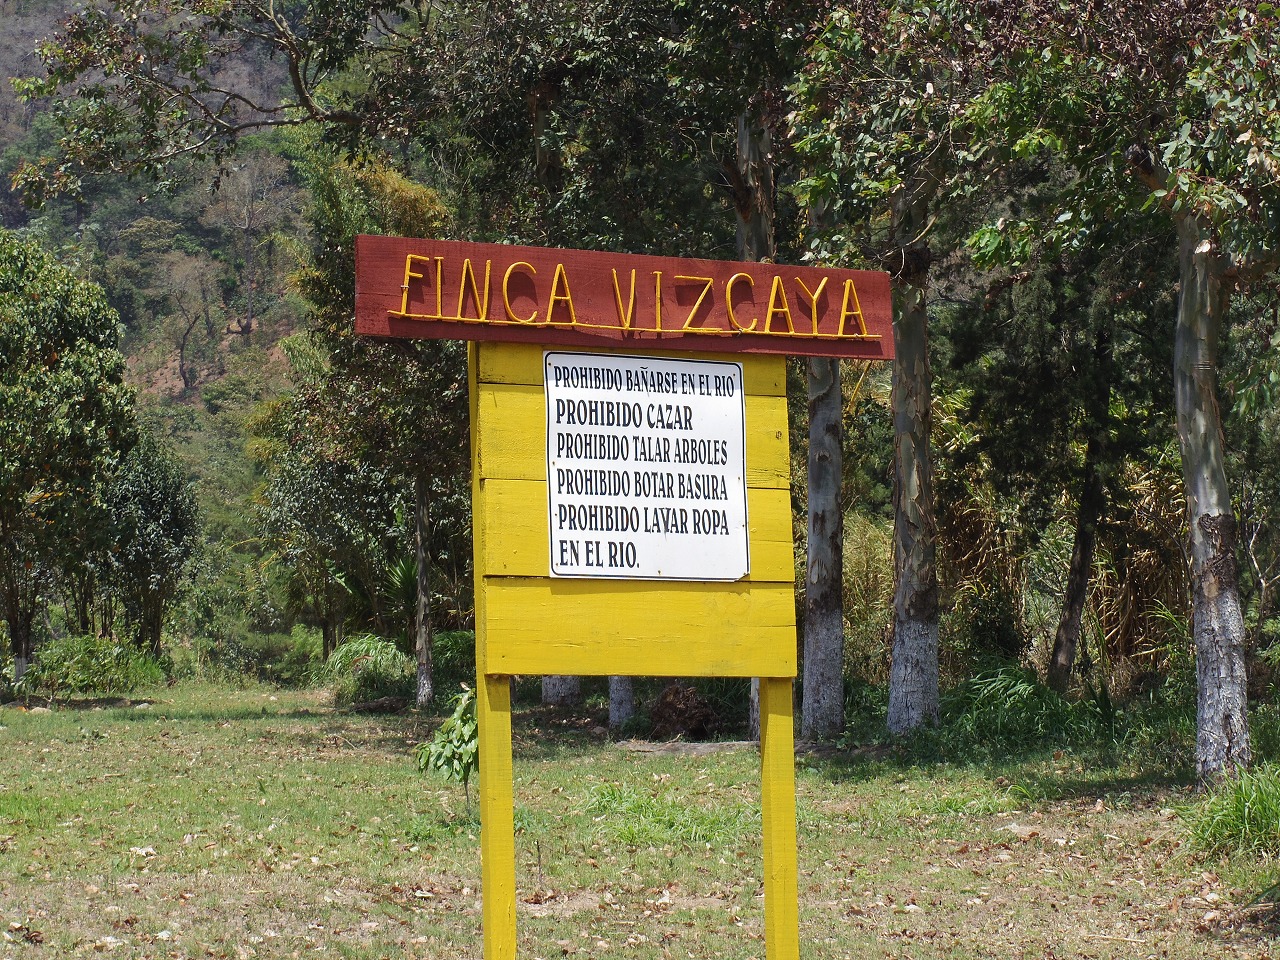 FINCA VIZCAYA
PROHIBIDO BAÑARSE EN EL RIO
PROHIBIDO CAZAR
PROHIBIDO TALAR ARBOLES
PROHIBIDO BOTAR BASURA
PROHIBIDO LAVAR ROPA
EN EL RIO.